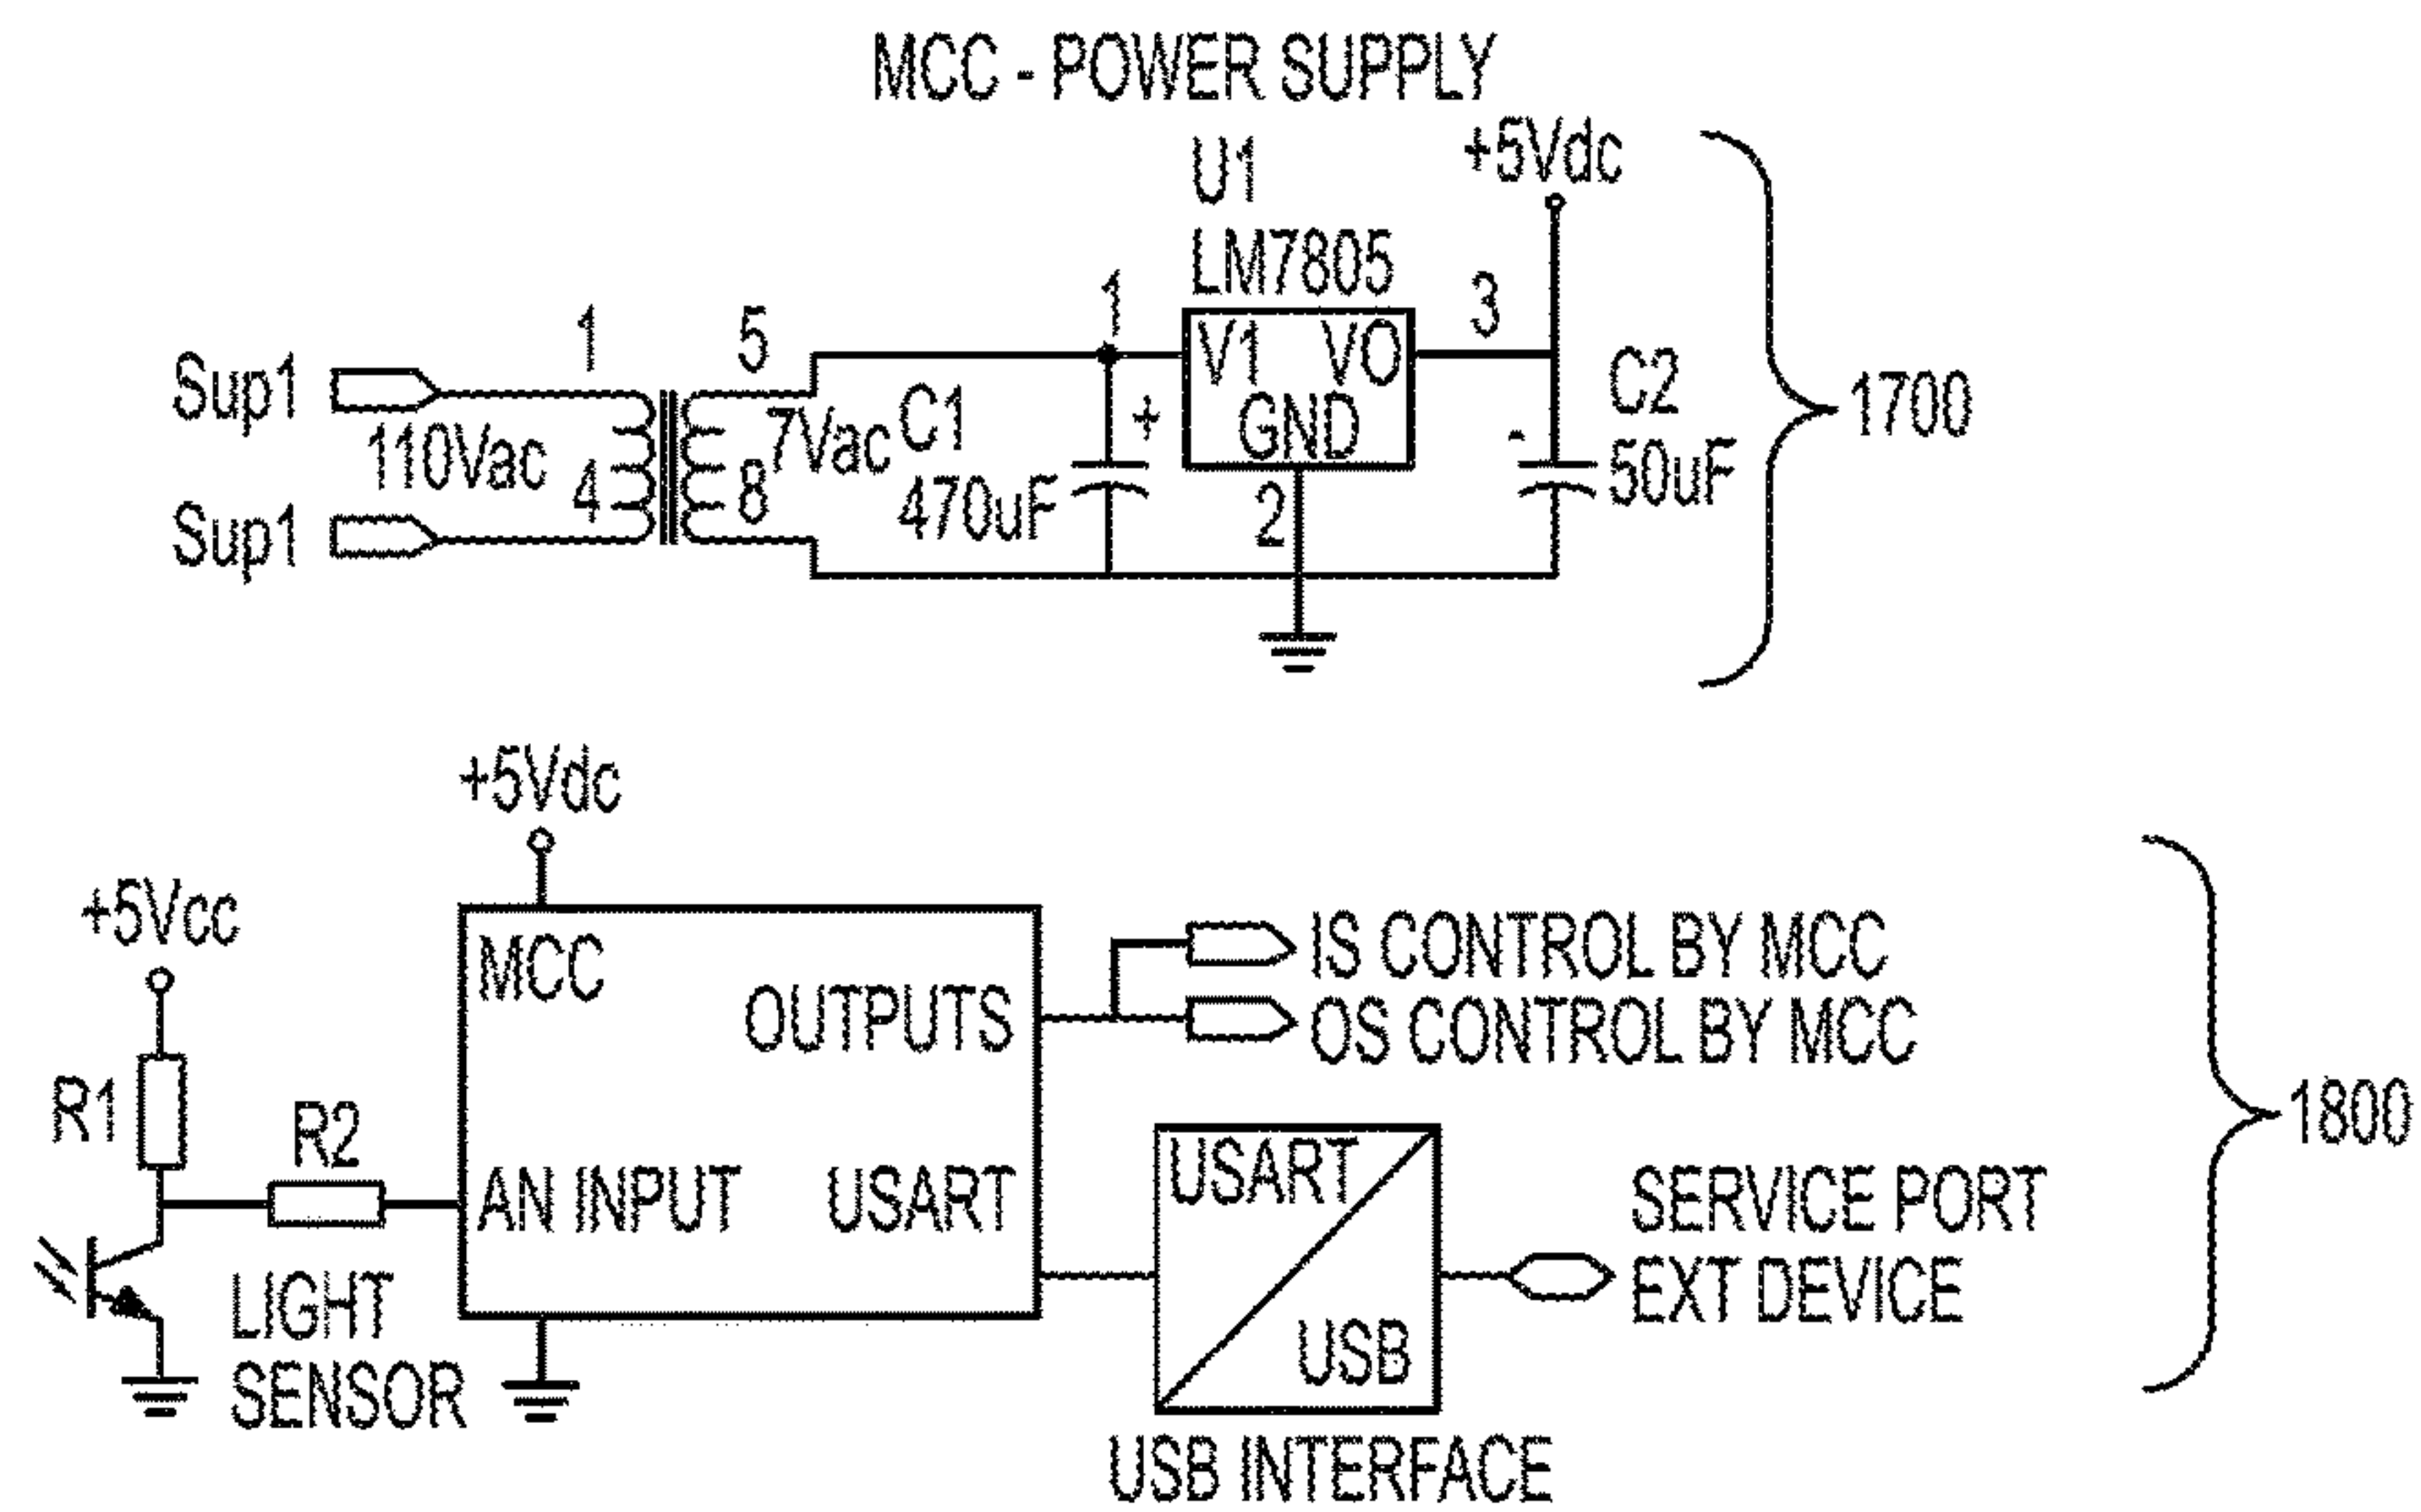 MCC - POWER SUPPLY
U1
LM7805
+5Vdc
1
5
1
3
Sup1
110Vac
4
Sup1
7Vac
8
C1
470uF
+
V1 VO
GND
2
-
C2
50uF
1700
+5Vdc
+5Vcc
MCC
OUTPUTS
IS CONTROL BY MCC
OS CONTROL BY MCC
R1
R2
AN INPUT USART
LIGHT
SENSOR
USART
USB
USB INTERFACE
SERVICE PORT
EXT DEVICE
1800